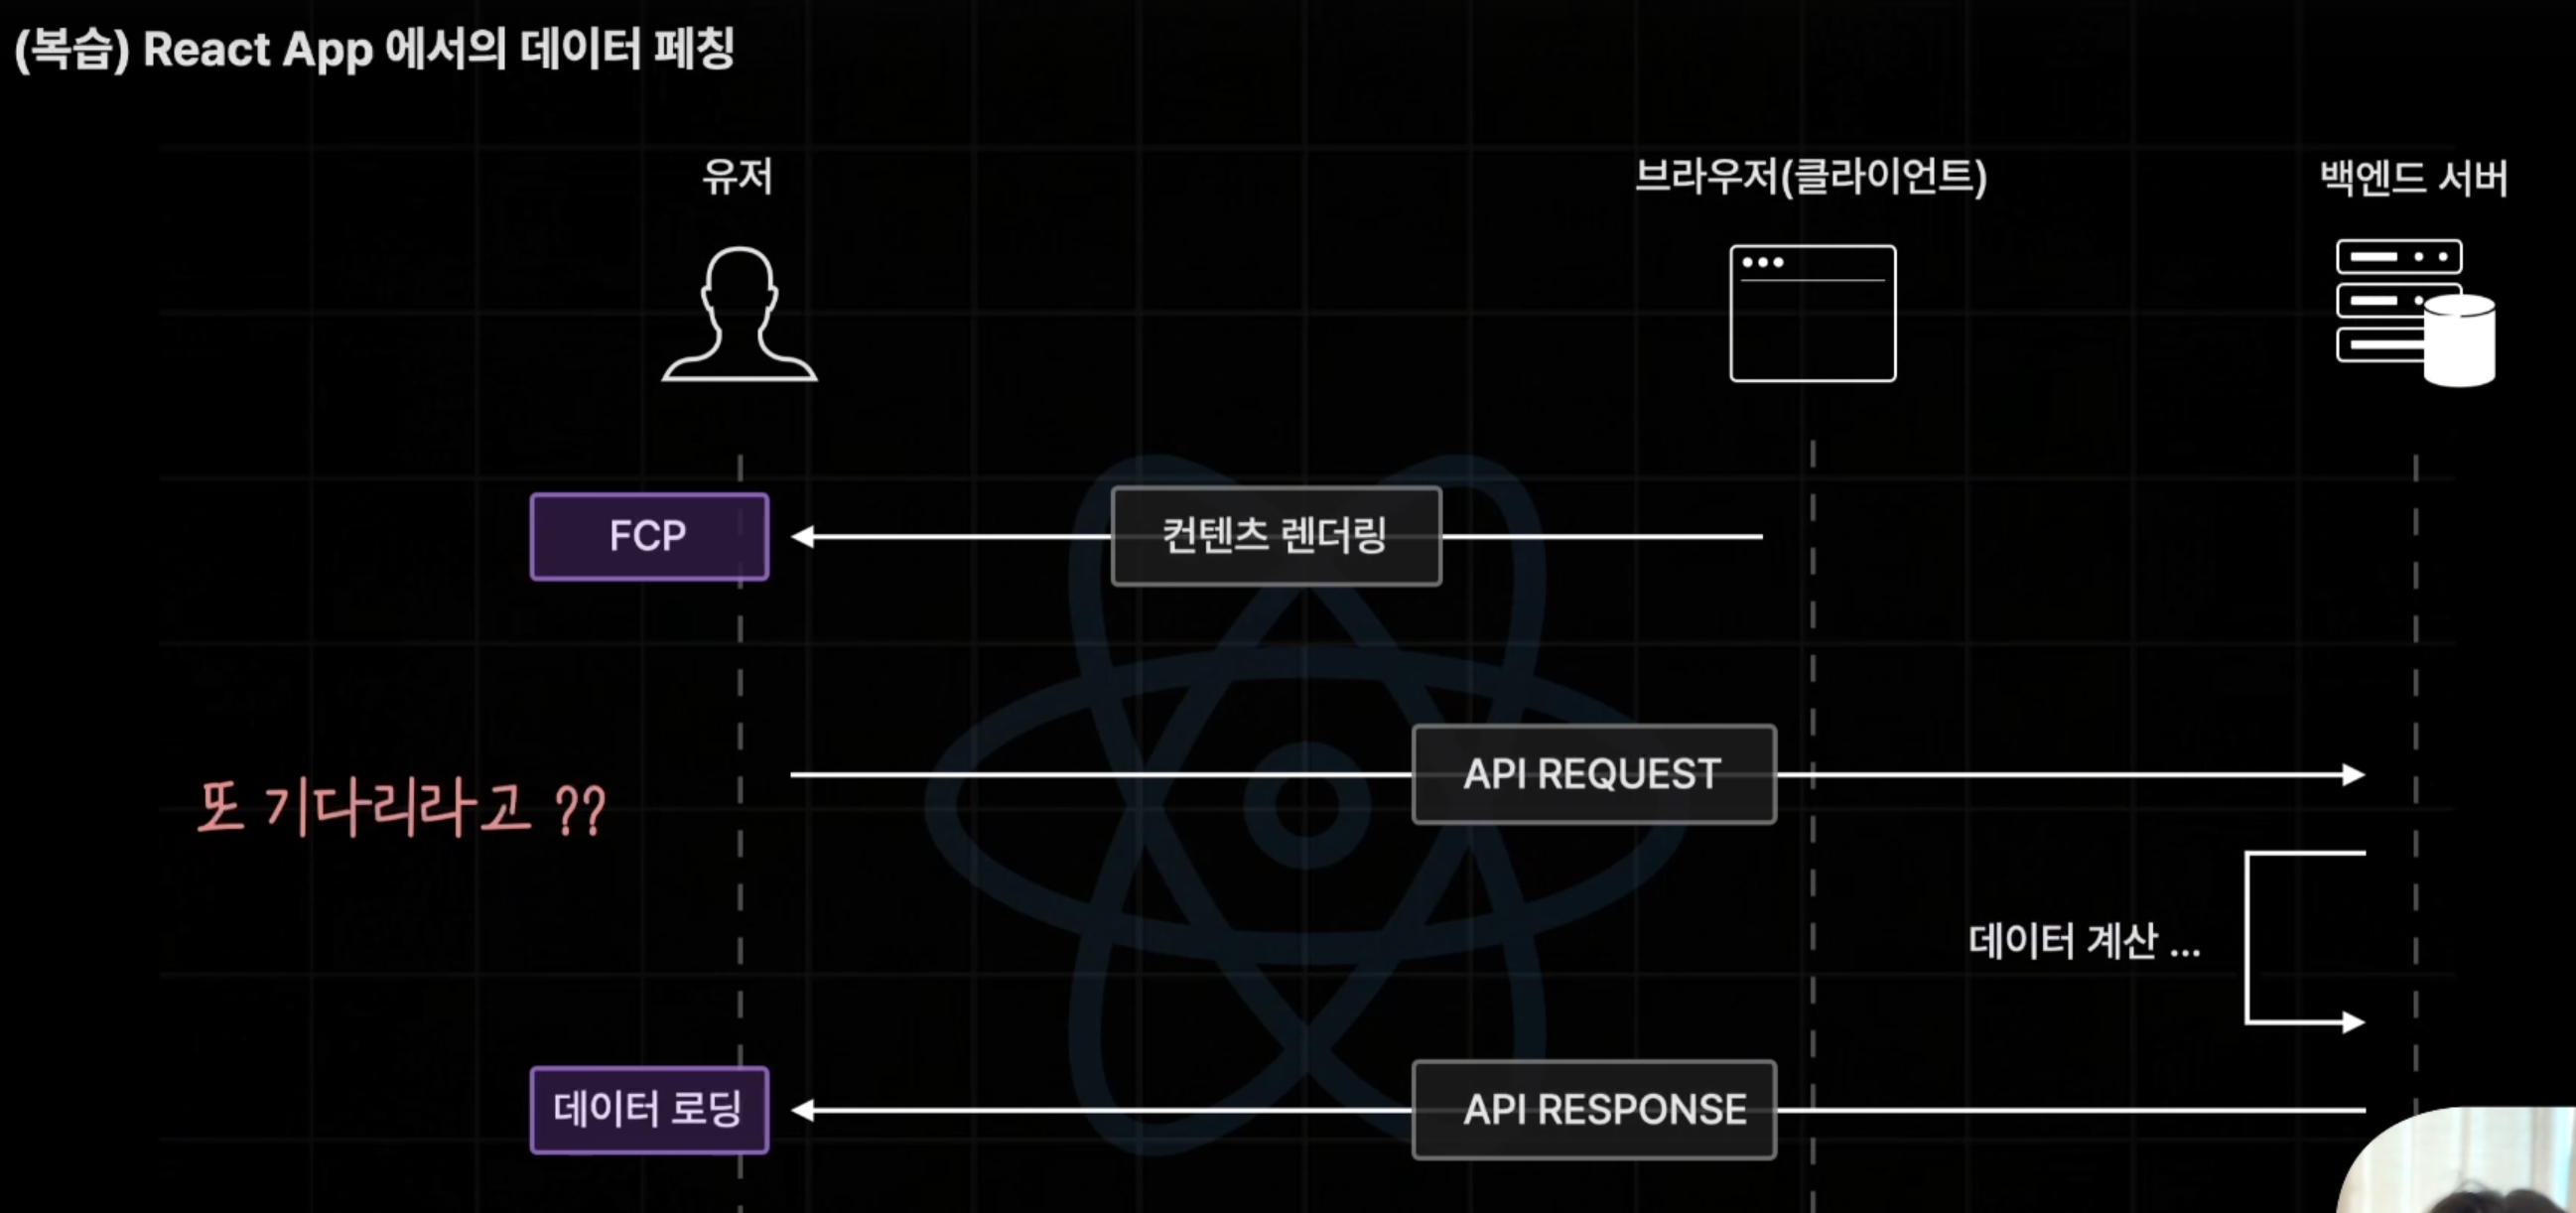 (복습) React App 에서의 데이터 페칭
유저
브라우저(클라이언트)
백엔드 서버
FCP
컨텐츠 렌더링
API REQUEST
또 기다리라고 ??
데이터 계산 ...
데이터 로딩
API RESPONSE